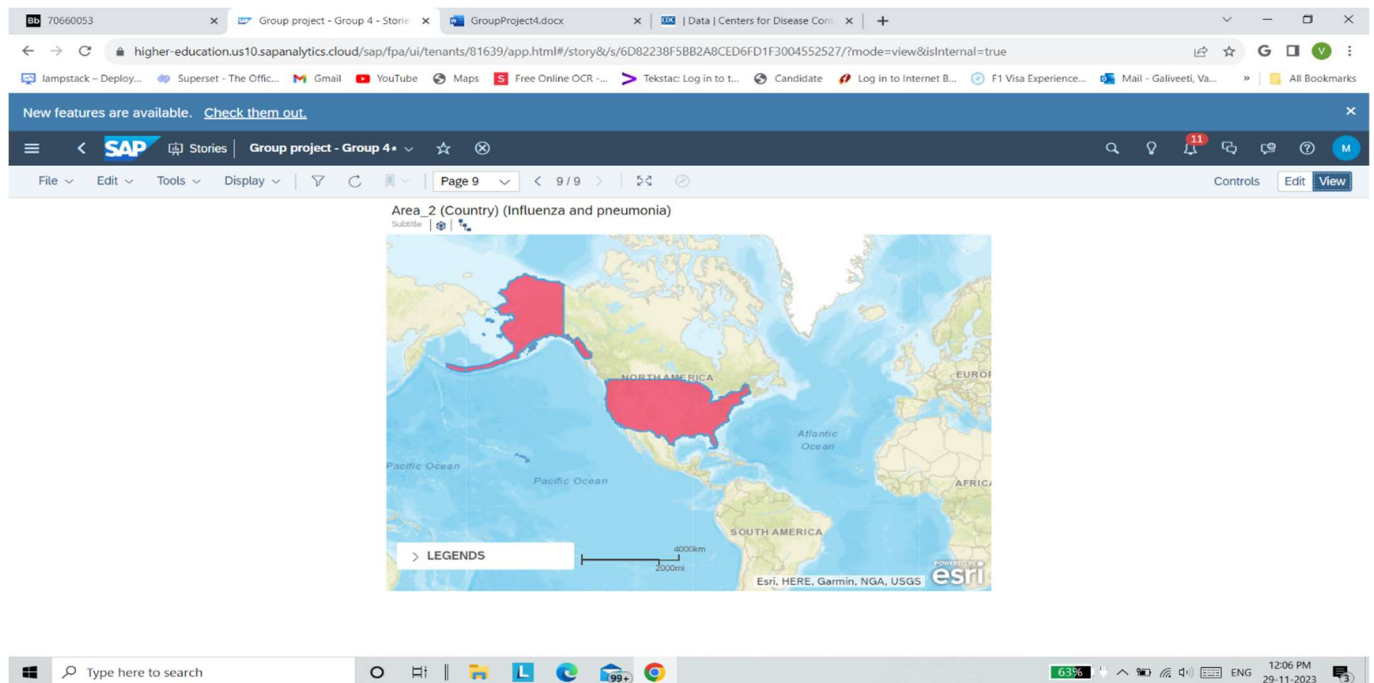 Bb 70660053 × Group project - Group 4 - Storie × GroupProject4.docx × CDC | Data | Centers for Disease Cont × +
higher-education.us10.sapanalytics.cloud/sap/fpa/ui/tenants/81639/app.html#/story&/s/6D82238F5BB2A8CED6FD1F3004552527/?mode=view&isInternal=true G V
lampstack – Deploy... Superset - The Offic... Gmail YouTube Maps S Free Online OCR -... Tekstac: Log in to t... Candidate Log in to Internet B... F1 Visa Experience... Mail - Galiveeti, Va... » All Bookmarks
New features are available. Check them out.
SAP Stories Group project - Group 4 11 M
File Edit Tools Display Page 9 < 9 / 9 > Controls Edit View
Area_2 (Country) (Influenza and pneumonia)
Subtitle
NORTH AMERICA
EUROP
Atlantic
Ocean
Pacific Ocean
Pacific Ocean
AFRICA
SOUTH AMERICA
> LEGENDS
4000km
2000mi
Esri, HERE, Garmin, NGA, USGS
POWERED BY
esri
Type here to search L 99+ 63% ENG
12:06 PM
29-11-2023
3